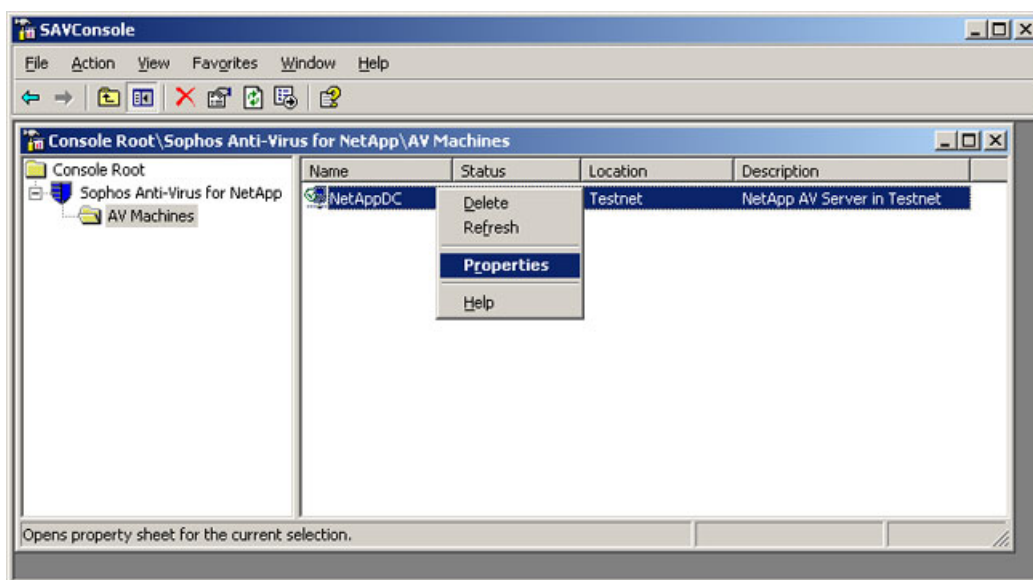 SAVConsole
File Action View Favorites Window Help
Console Root\Sophos Anti-Virus for NetApp\AV Machines
Console Root
Sophos Anti-Virus for NetApp
AV Machines
Name Status Location Description
NetAppDC Testnet NetApp AV Server in Testnet
Delete
Refresh
Properties
Help
Opens property sheet for the current selection.